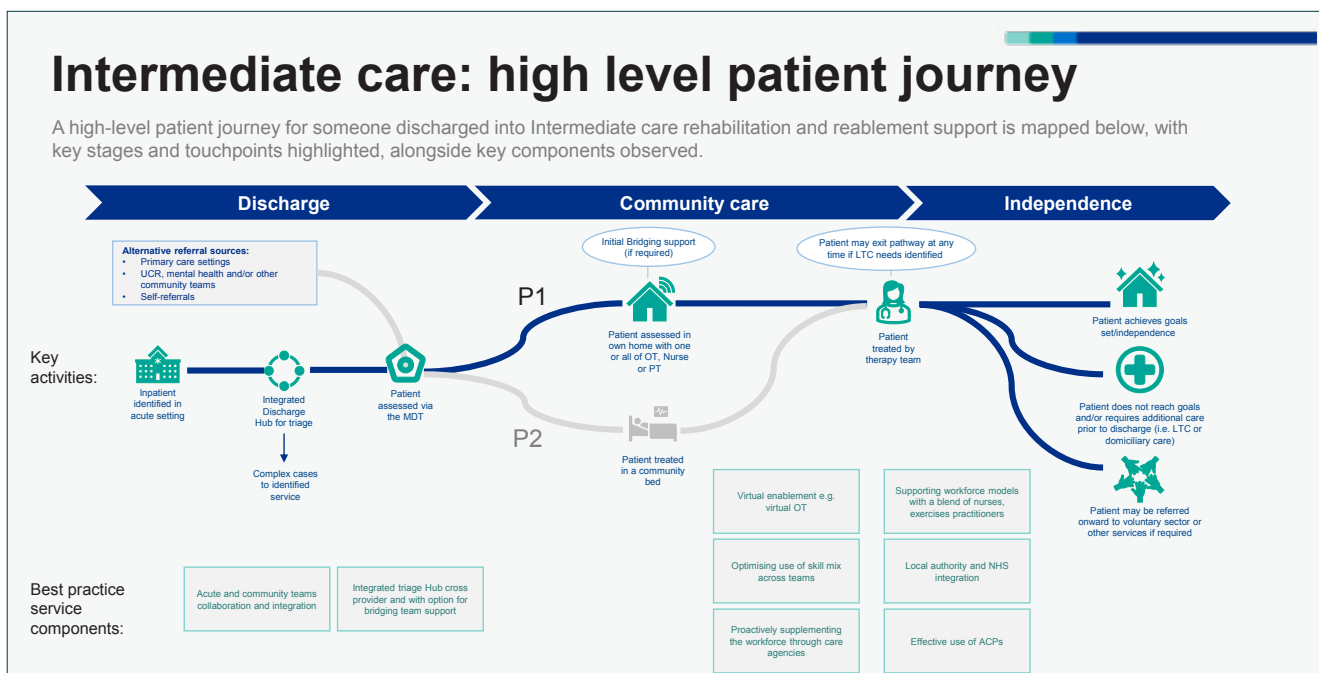 Intermediate care: high level patient journey
A high-level patient journey for someone discharged into Intermediate care rehabilitation and reablement support is mapped below, with
key stages and touchpoints highlighted, alongside key components observed.
Discharge
Community care
Independence
Alternative referral sources:
• Primary care settings
• UCR, mental health and/or other
community teams
• Self-referrals
Initial Bridging support
(if required)
Patient may exit pathway at any
time if LTC needs identified
P1
P2
Key
activities:
Inpatient
identified in
acute setting
Integrated
Discharge
Hub for triage
Complex cases
to identified
service
Patient
assessed via
the MDT
Patient assessed in
own home with one
or all of OT, Nurse
or PT
Patient treated
in a community
bed
Patient
treated by
therapy team
Patient achieves goals
set/independence
Patient does not reach goals
and/or requires additional care
prior to discharge (i.e. LTC or
domiciliary care)
Patient may be referred
onward to voluntary sector or
other services if required
Best practice
service
components:
Acute and community teams
collaboration and integration
Integrated triage Hub cross
provider and with option for
bridging team support
Virtual enablement e.g.
virtual OT
Supporting workforce models
with a blend of nurses,
exercises practitioners
Optimising use of skill mix
across teams
Local authority and NHS
integration
Proactively supplementing
the workforce through care
agencies
Effective use of ACPs